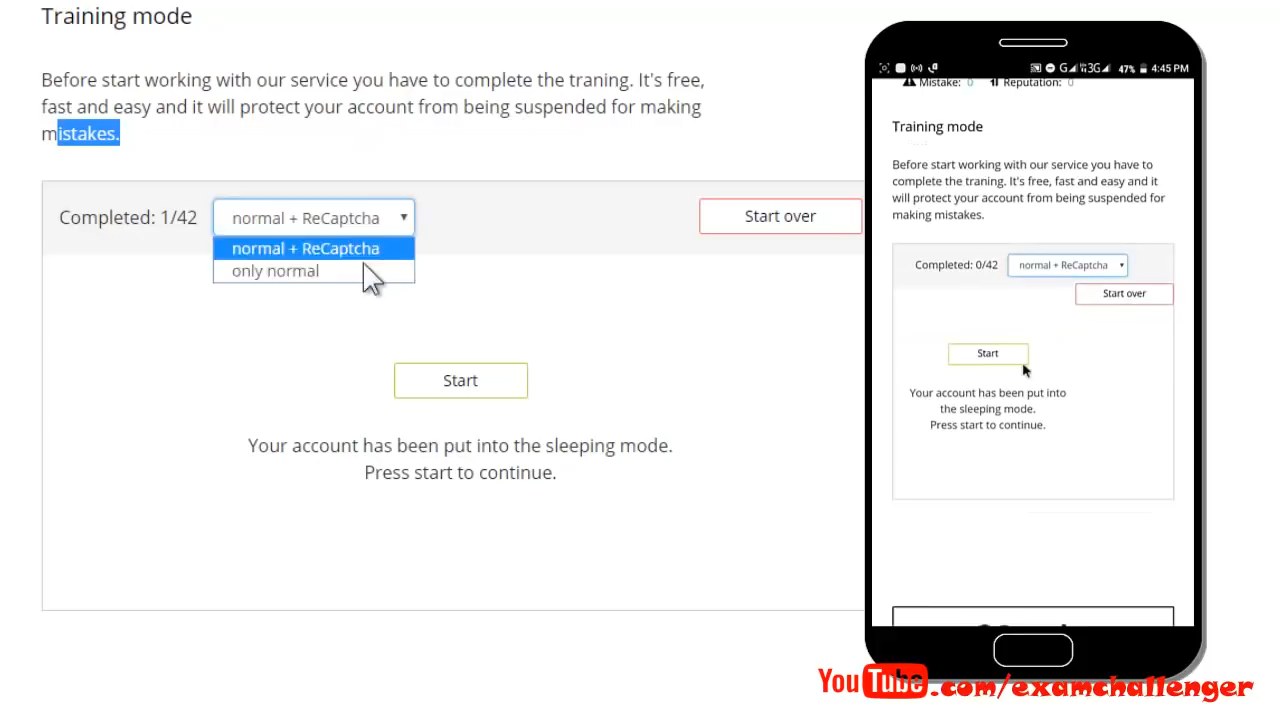 Training mode
Before start working with our service you have to complete the traning. It's free,
fast and easy and it will protect your account from being suspended for making
mistakes.
Completed: 1/42
normal + ReCaptcha
Start over
normal + ReCaptcha
only normal
Start
Your account has been put into the sleeping mode.
Press start to continue.
3G
47%
4:45 PM
Mistake: 0
Reputation: 0
Training mode
Before start working with our service you have to
complete the traning. It's free, fast and easy and it
will protect your account from being suspended for
making mistakes.
Completed: 0/42
normal + ReCaptcha
Start over
Start
Your account has been put into
the sleeping mode.
Press start to continue.
YouTube.com/examchallenger